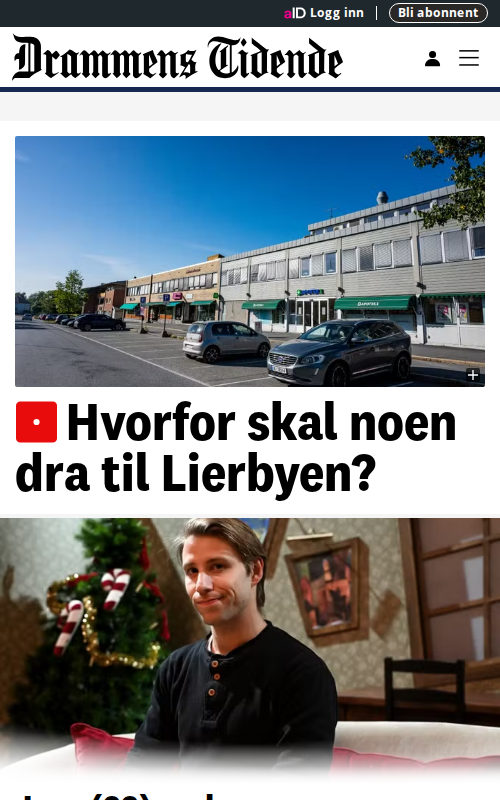 aID Logg inn
Bli abonnent
Drammens Tidende
Hvorfor skal noen
dra til Lierbyen?